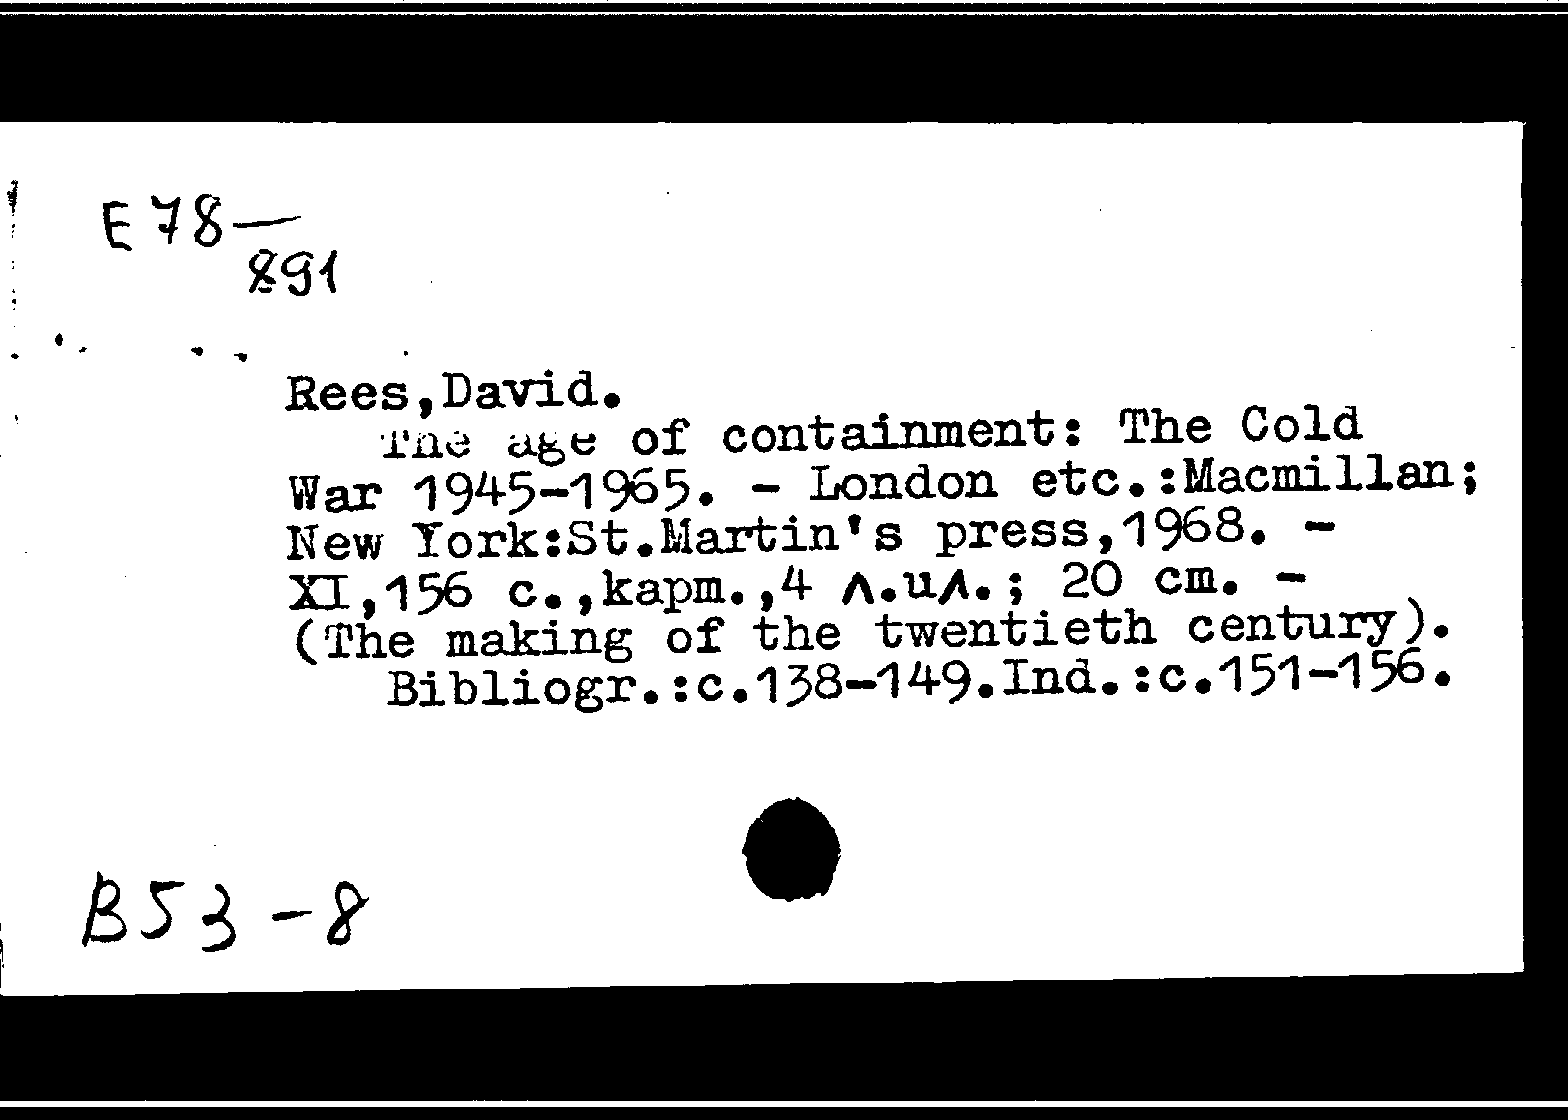 E78-
891
Rees,David.
The age of containment: The Cold
War 1945-1965. - London etc.:Macmillan;
New York:St.Martin's press,1968. -
XI,156 c.,карт.,4 л.ил.; 20 cm. -
(The making of the twentieth century).
Bibliogr.:c.138-149.Ind.:c.151-156.
B53-8